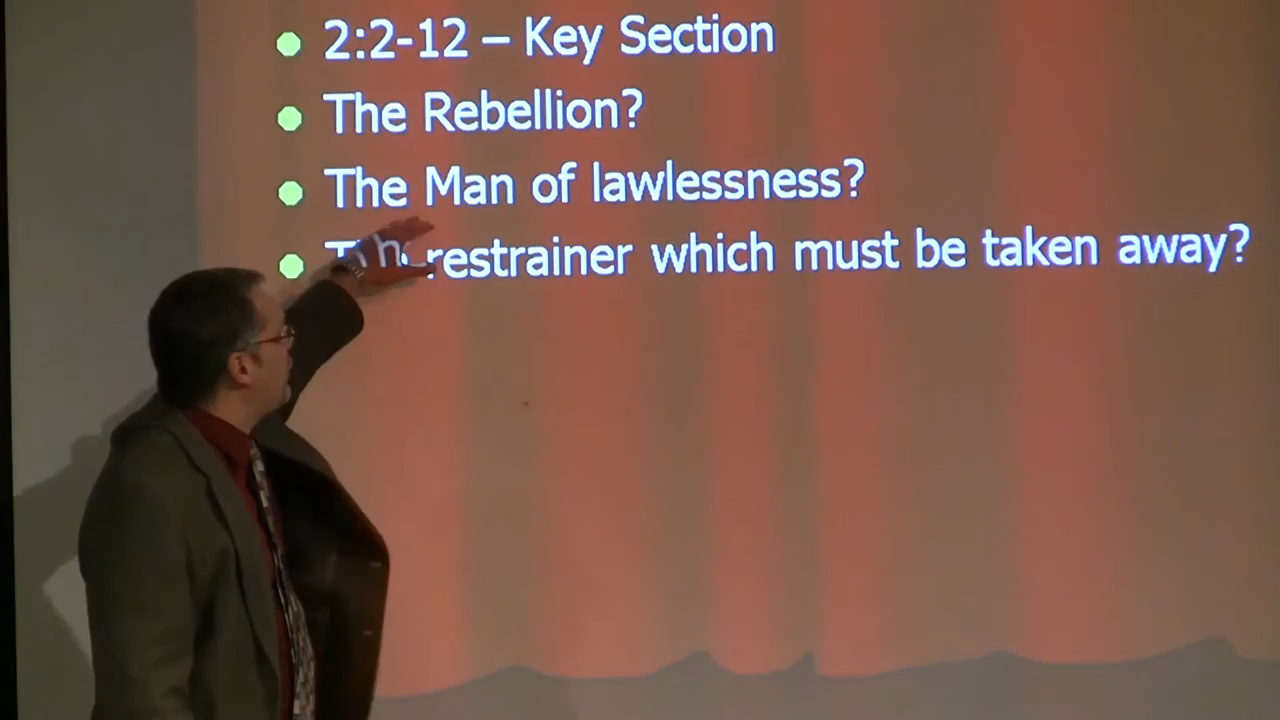 2:2-12 – Key Section
The Rebellion?
The Man of lawlessness?
The restrainer which must be taken away?